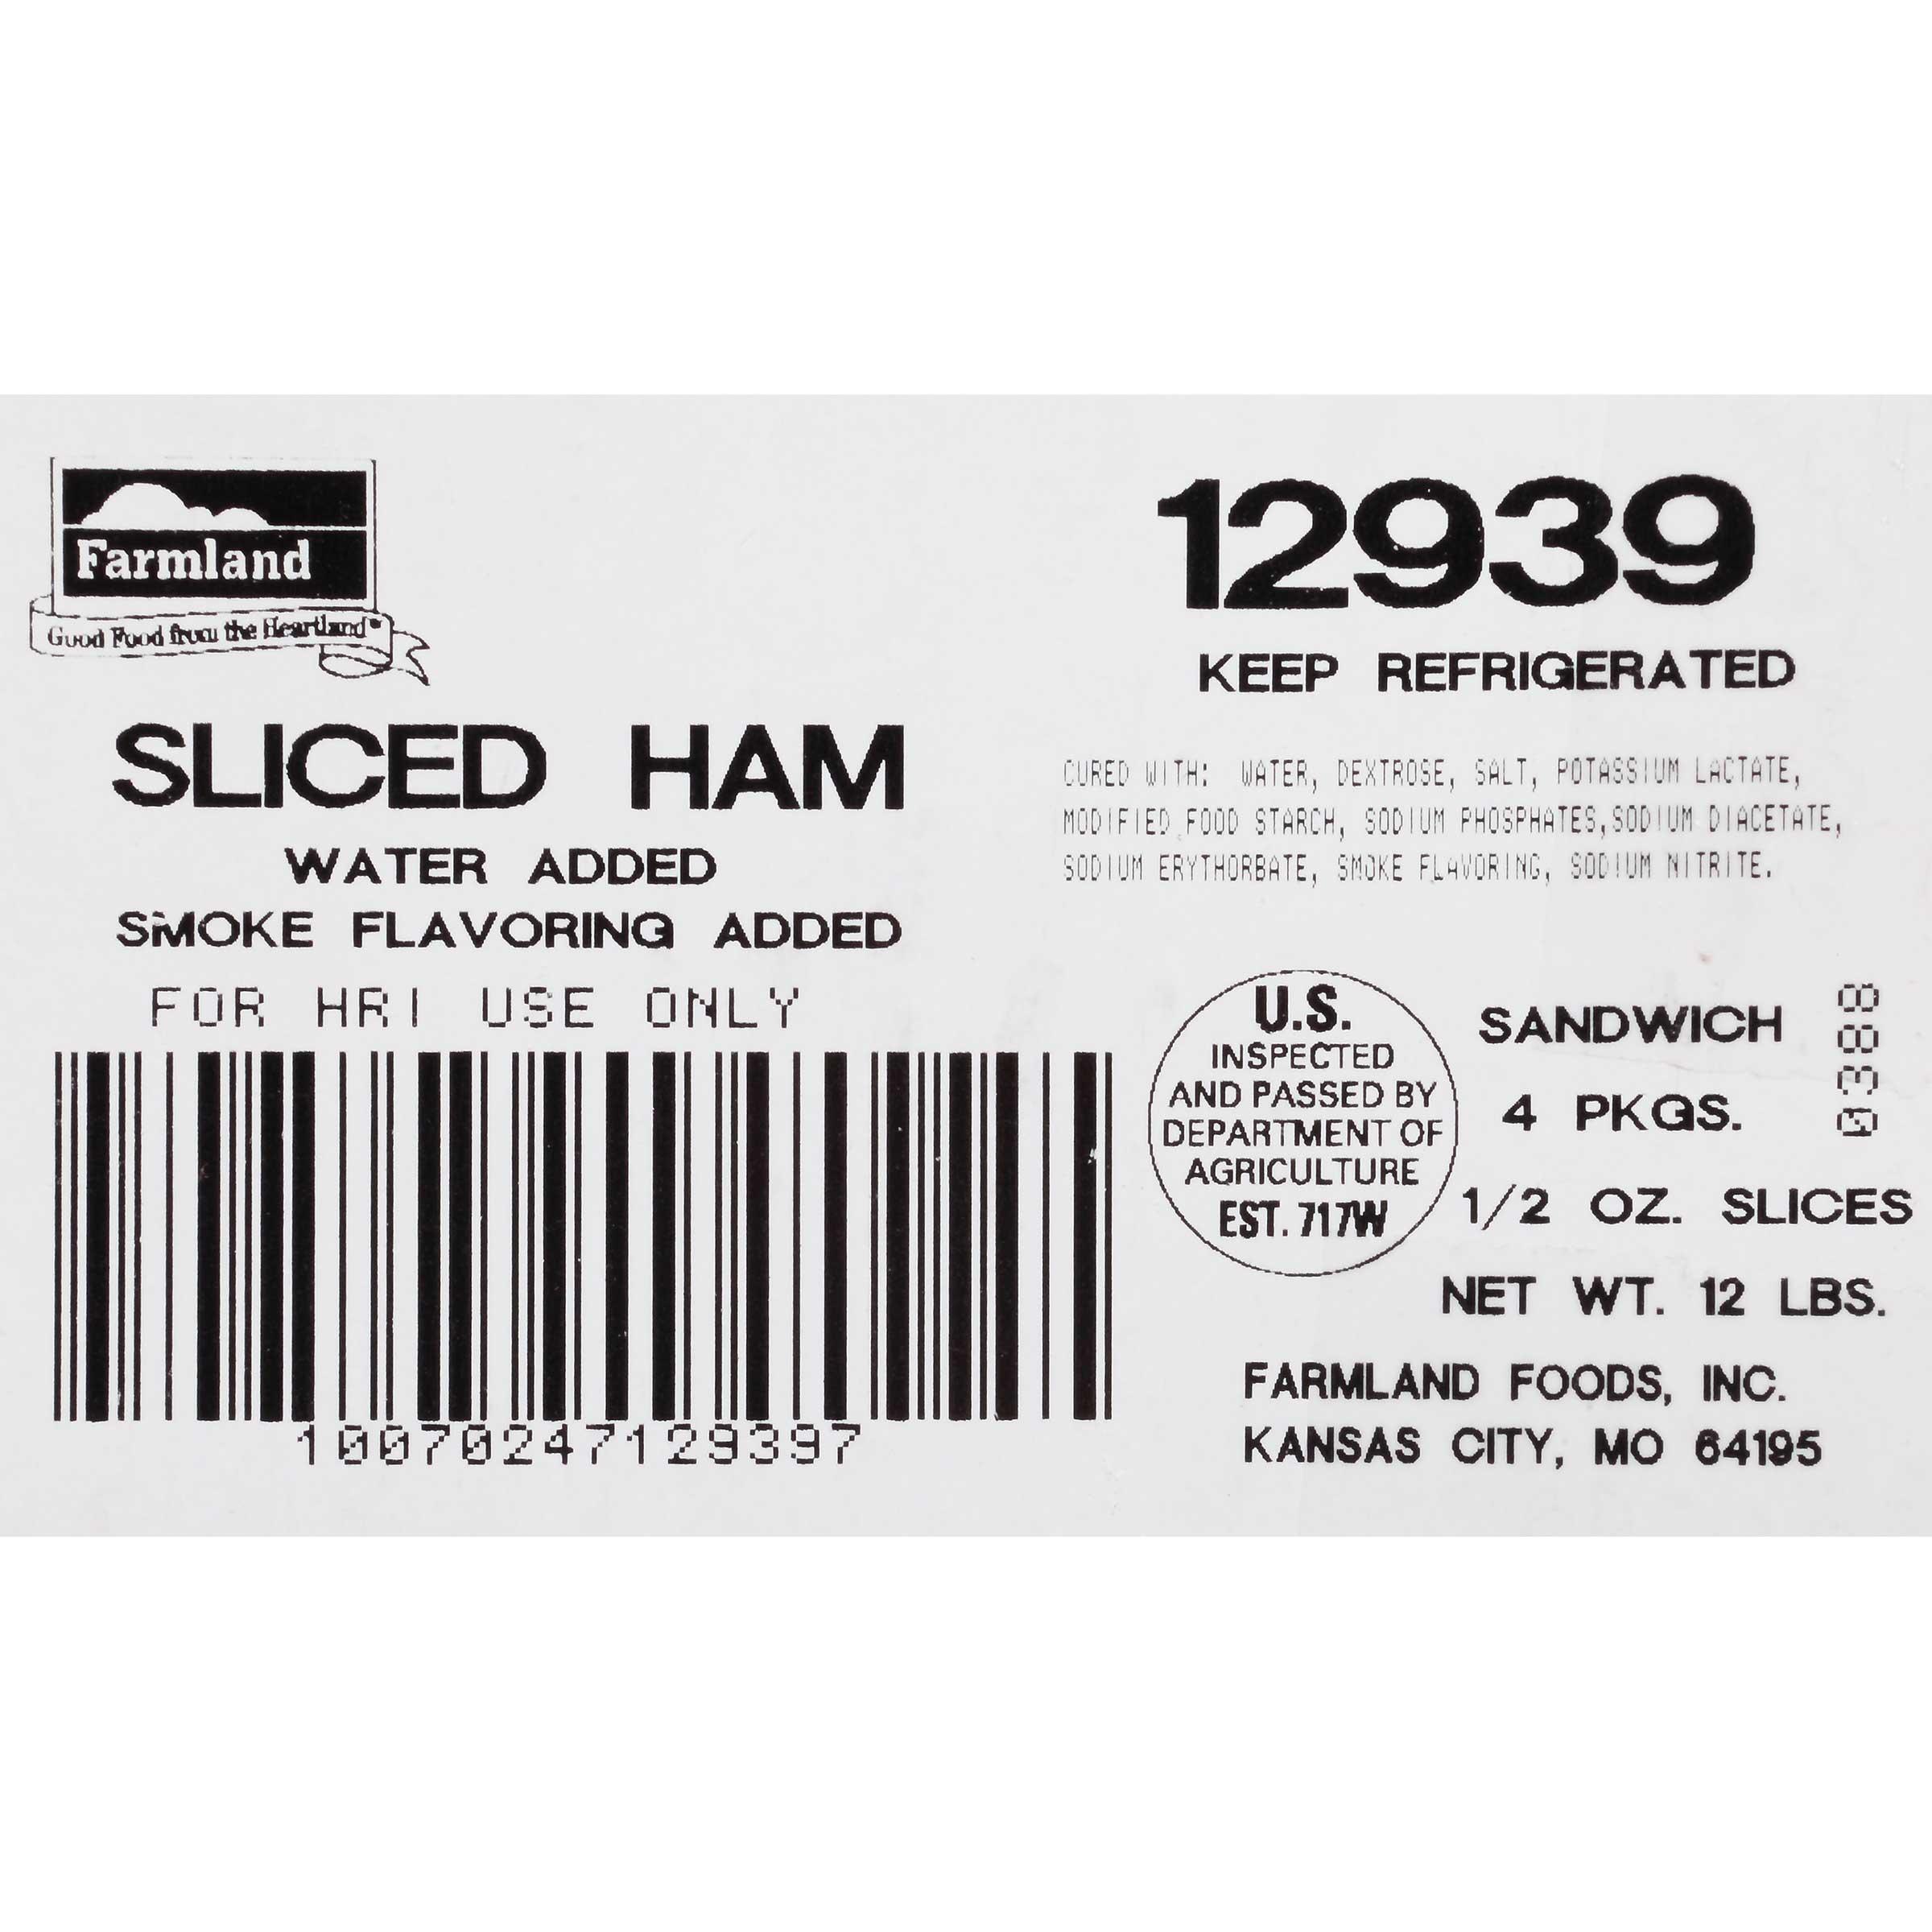 Farmland
Good Food from the Heartland™
SLICED HAM
WATER ADDED
SMOKE FLAVORING ADDED
FOR HRI USE ONLY
10070247129397
12939
KEEP REFRIGERATED
CURED WITH: WATER, DEXTROSE, SALT, POTASSIUM LACTATE,
MODIFIED FOOD STARCH, SODIUM PHOSPHATES,SODIUM DIACETATE,
SODIUM ERYTHORBATE, SMOKE FLAVORING, SODIUM NITRITE.
U.S.
INSPECTED
AND PASSED BY
DEPARTMENT OF
AGRICULTURE
EST. 717W
SANDWICH
4 PKGS.
1/2 OZ. SLICES
NET WT. 12 LBS.
0388
FARMLAND FOODS, INC.
KANSAS CITY, MO 64195